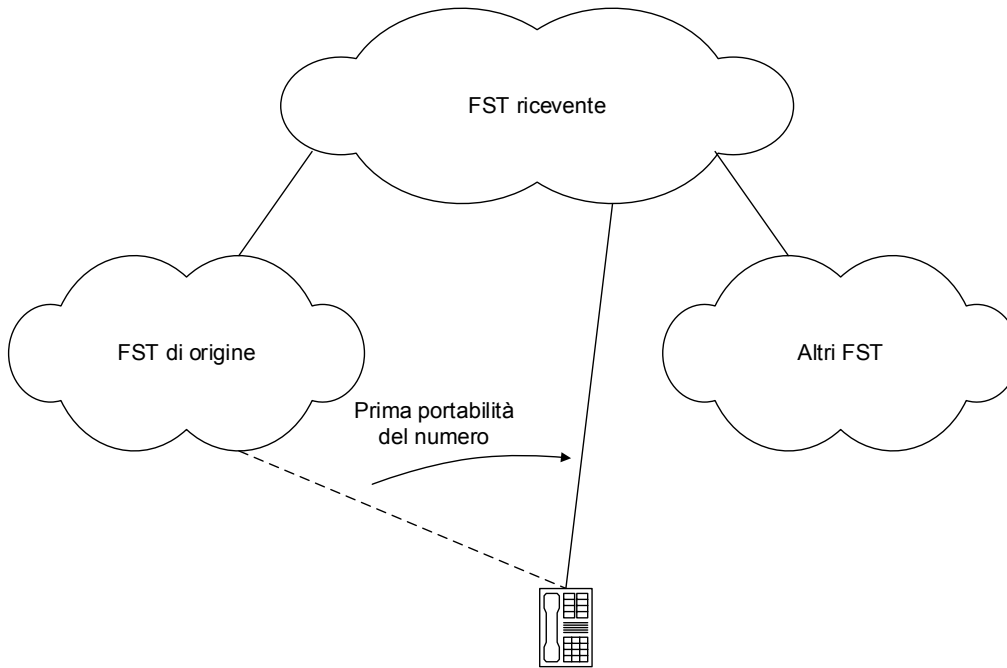 FST ricevente
FST di origine
Altri FST
Prima portabilità
del numero